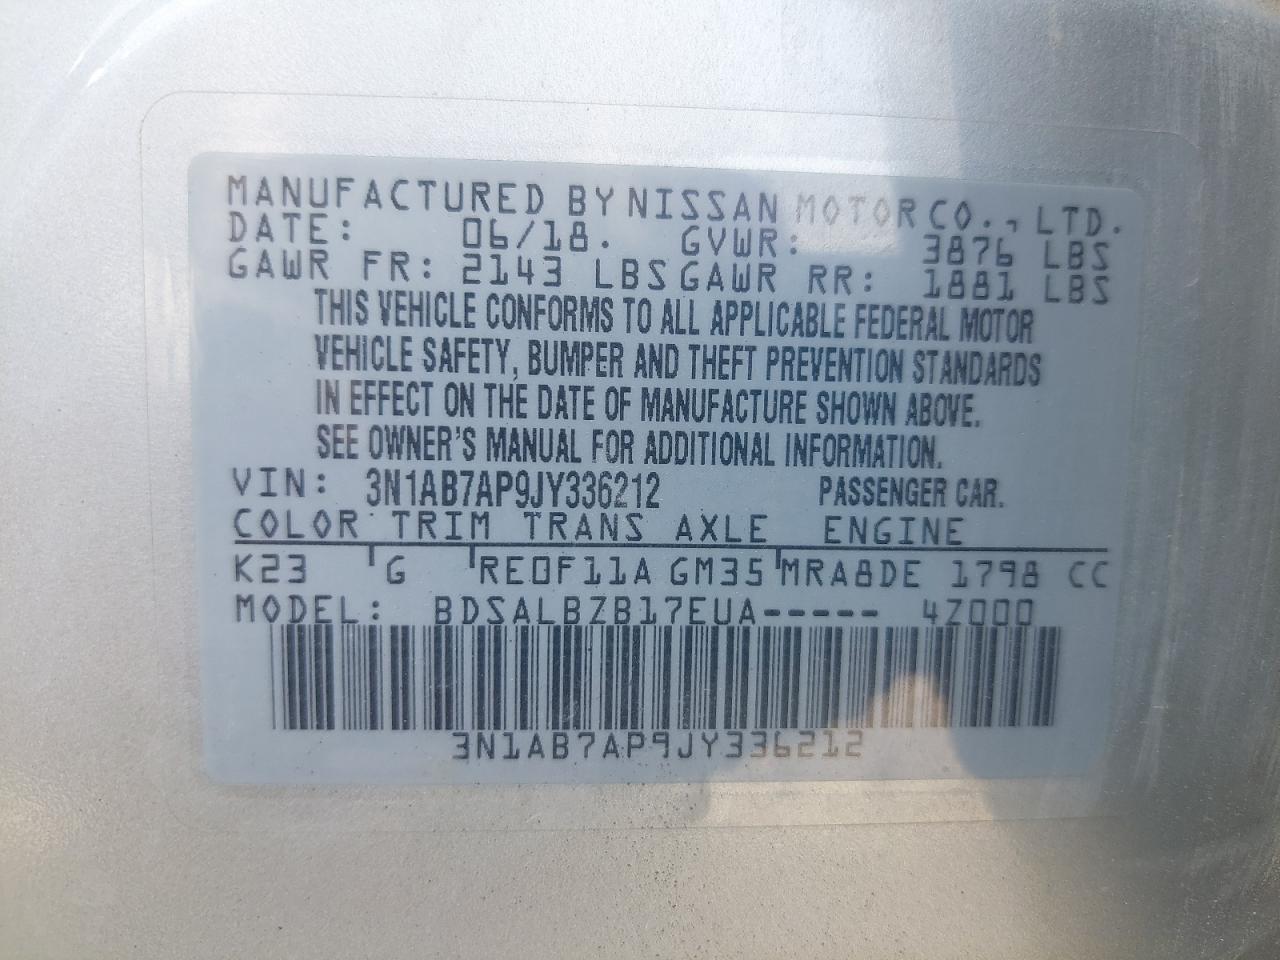 MANUFACTURED BY NISSAN MOTOR CO., LTD.
DATE: 06/18. GVWR: 3876 LBS
GAWR FR: 2143 LBS GAWR RR: 1881 LBS
THIS VEHICLE CONFORMS TO ALL APPLICABLE FEDERAL MOTOR
VEHICLE SAFETY, BUMPER AND THEFT PREVENTION STANDARDS
IN EFFECT ON THE DATE OF MANUFACTURE SHOWN ABOVE.
SEE OWNER'S MANUAL FOR ADDITIONAL INFORMATION.
VIN: 3N1AB7AP9JY336212 PASSENGER CAR.
COLOR TRIM TRANS AXLE ENGINE
K23 G RE0F11A GM35 MRA8DE 1798 CC
MODEL: BDSALBZB17EUA----- 4Z000
3N1AB7AP9JY336212